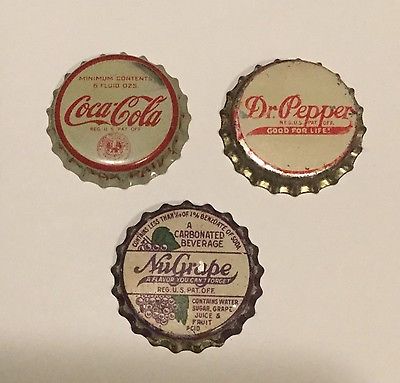 MINIMUM CONTENTS
6 FLUID OZS.
Coca-Cola
REG. U.S. PAT. OFF.
Dr. Pepper
REG. U.S. PAT. OFF.
GOOD FOR LIFE!
CONTAINS LESS THAN 1/10 OF 1% BENZOATE OF SODA
A
CARBONATED
BEVERAGE
NuGrape
A FLAVOR YOU CAN'T FORGET
REG. U.S. PAT. OFF.
CONTAINS WATER
SUGAR, GRAPE
JUICE &
FRUIT
ACID